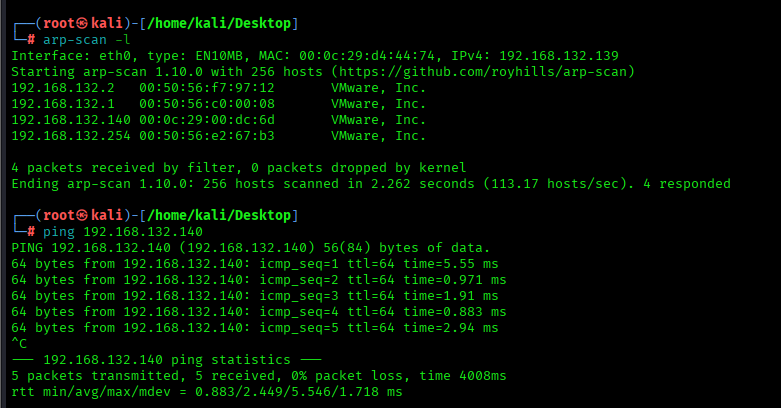 ┌──(root㉿kali)-[/home/kali/Desktop]
└─# arp-scan -l
Interface: eth0, type: EN10MB, MAC: 00:0c:29:d4:44:74, IPv4: 192.168.132.139
Starting arp-scan 1.10.0 with 256 hosts (https://github.com/royhills/arp-scan)
192.168.132.2   00:50:56:f7:97:12       VMware, Inc.
192.168.132.1   00:50:56:c0:00:08       VMware, Inc.
192.168.132.140 00:0c:29:00:dc:6d       VMware, Inc.
192.168.132.254 00:50:56:e2:67:b3       VMware, Inc.

4 packets received by filter, 0 packets dropped by kernel
Ending arp-scan 1.10.0: 256 hosts scanned in 2.262 seconds (113.17 hosts/sec). 4 responded

┌──(root㉿kali)-[/home/kali/Desktop]
└─# ping 192.168.132.140
PING 192.168.132.140 (192.168.132.140) 56(84) bytes of data.
64 bytes from 192.168.132.140: icmp_seq=1 ttl=64 time=5.55 ms
64 bytes from 192.168.132.140: icmp_seq=2 ttl=64 time=0.971 ms
64 bytes from 192.168.132.140: icmp_seq=3 ttl=64 time=1.91 ms
64 bytes from 192.168.132.140: icmp_seq=4 ttl=64 time=0.883 ms
64 bytes from 192.168.132.140: icmp_seq=5 ttl=64 time=2.94 ms
^C
--- 192.168.132.140 ping statistics ---
5 packets transmitted, 5 received, 0% packet loss, time 4008ms
rtt min/avg/max/mdev = 0.883/2.449/5.546/1.718 ms